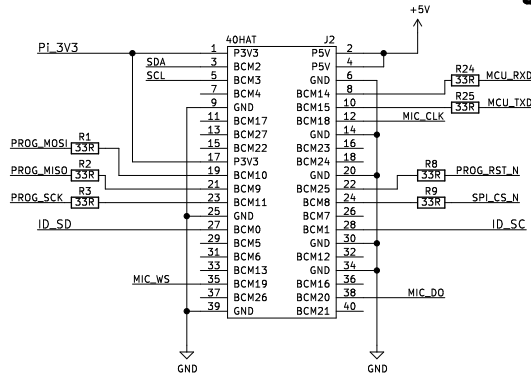 +5V
40HAT J2
Pi_3V3 1 P3V3 P5V 2
SDA 3 BCM2 P5V 4
SCL 5 BCM3 GND 6 R24 33R MCU_RXD
7 BCM4 BCM14 8
9 GND BCM15 10 R25 33R MCU_TXD
11 BCM17 BCM18 12 MIC_CLK
13 BCM27 GND 14
15 BCM22 BCM23 16
PROG_MOSI R1 33R 17 P3V3 BCM24 18
19 BCM10 GND 20
PROG_MISO R2 33R 21 BCM9 BCM25 22 R8 33R PROG_RST_N
PROG_SCK R3 33R 23 BCM11 BCM8 24 R9 33R SPI_CS_N
25 GND BCM7 26
ID_SD 27 BCM0 BCM1 28 ID_SC
29 BCM5 GND 30
31 BCM6 BCM12 32
33 BCM13 GND 34
MIC_WS 35 BCM19 BCM16 36
37 BCM26 BCM20 38 MIC_DO
39 GND BCM21 40
GND GND